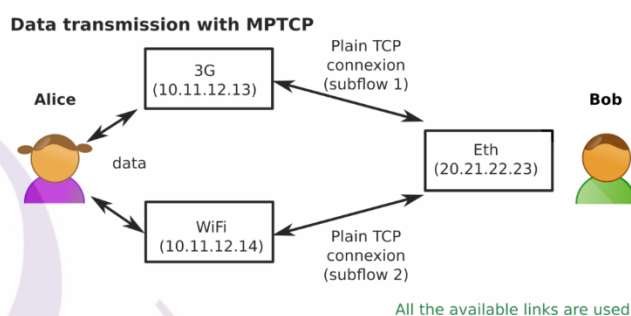 Data transmission with MPTCP
Plain TCP
connexion
(subflow 1)
3G
(10.11.12.13)
Alice
Bob
Eth
(20.21.22.23)
data
WiFi
(10.11.12.14)
Plain TCP
connexion
(subflow 2)
All the available links are used